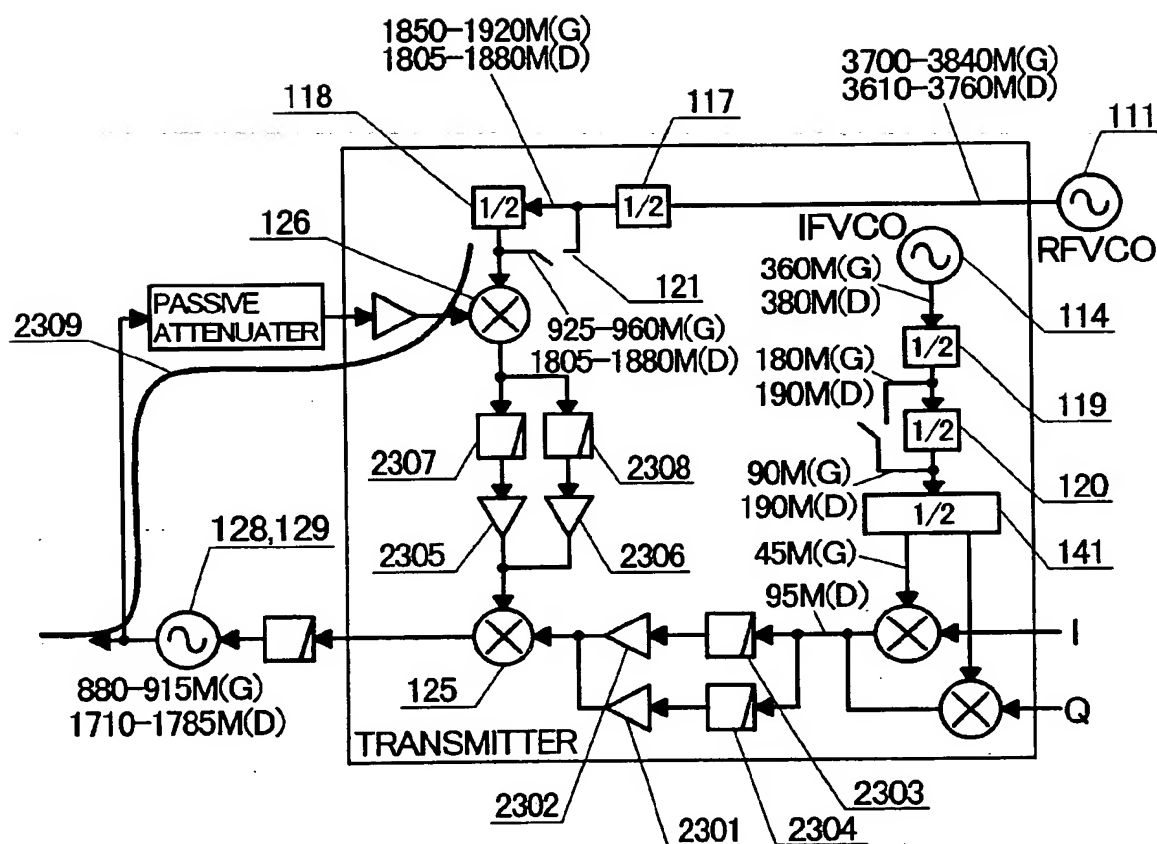 1850-1920M(G)
1805-1880M(D)
3700-3840M(G)
3610-3760M(D)
118
117
111
1/2
1/2
126
IFVCO
RFVCO
360M(G)
380M(D)
121
114
PASSIVE
ATTENUATER
2309
925-960M(G)
1805-1880M(D)
1/2
180M(G)
190M(D)
119
1/2
2307
2308
90M(G)
190M(D)
120
1/2
128,129
2305
2306
45M(G)
141
95M(D)
I
880-915M(G)
1710-1785M(D)
125
Q
TRANSMITTER
2302
2303
2301
2304